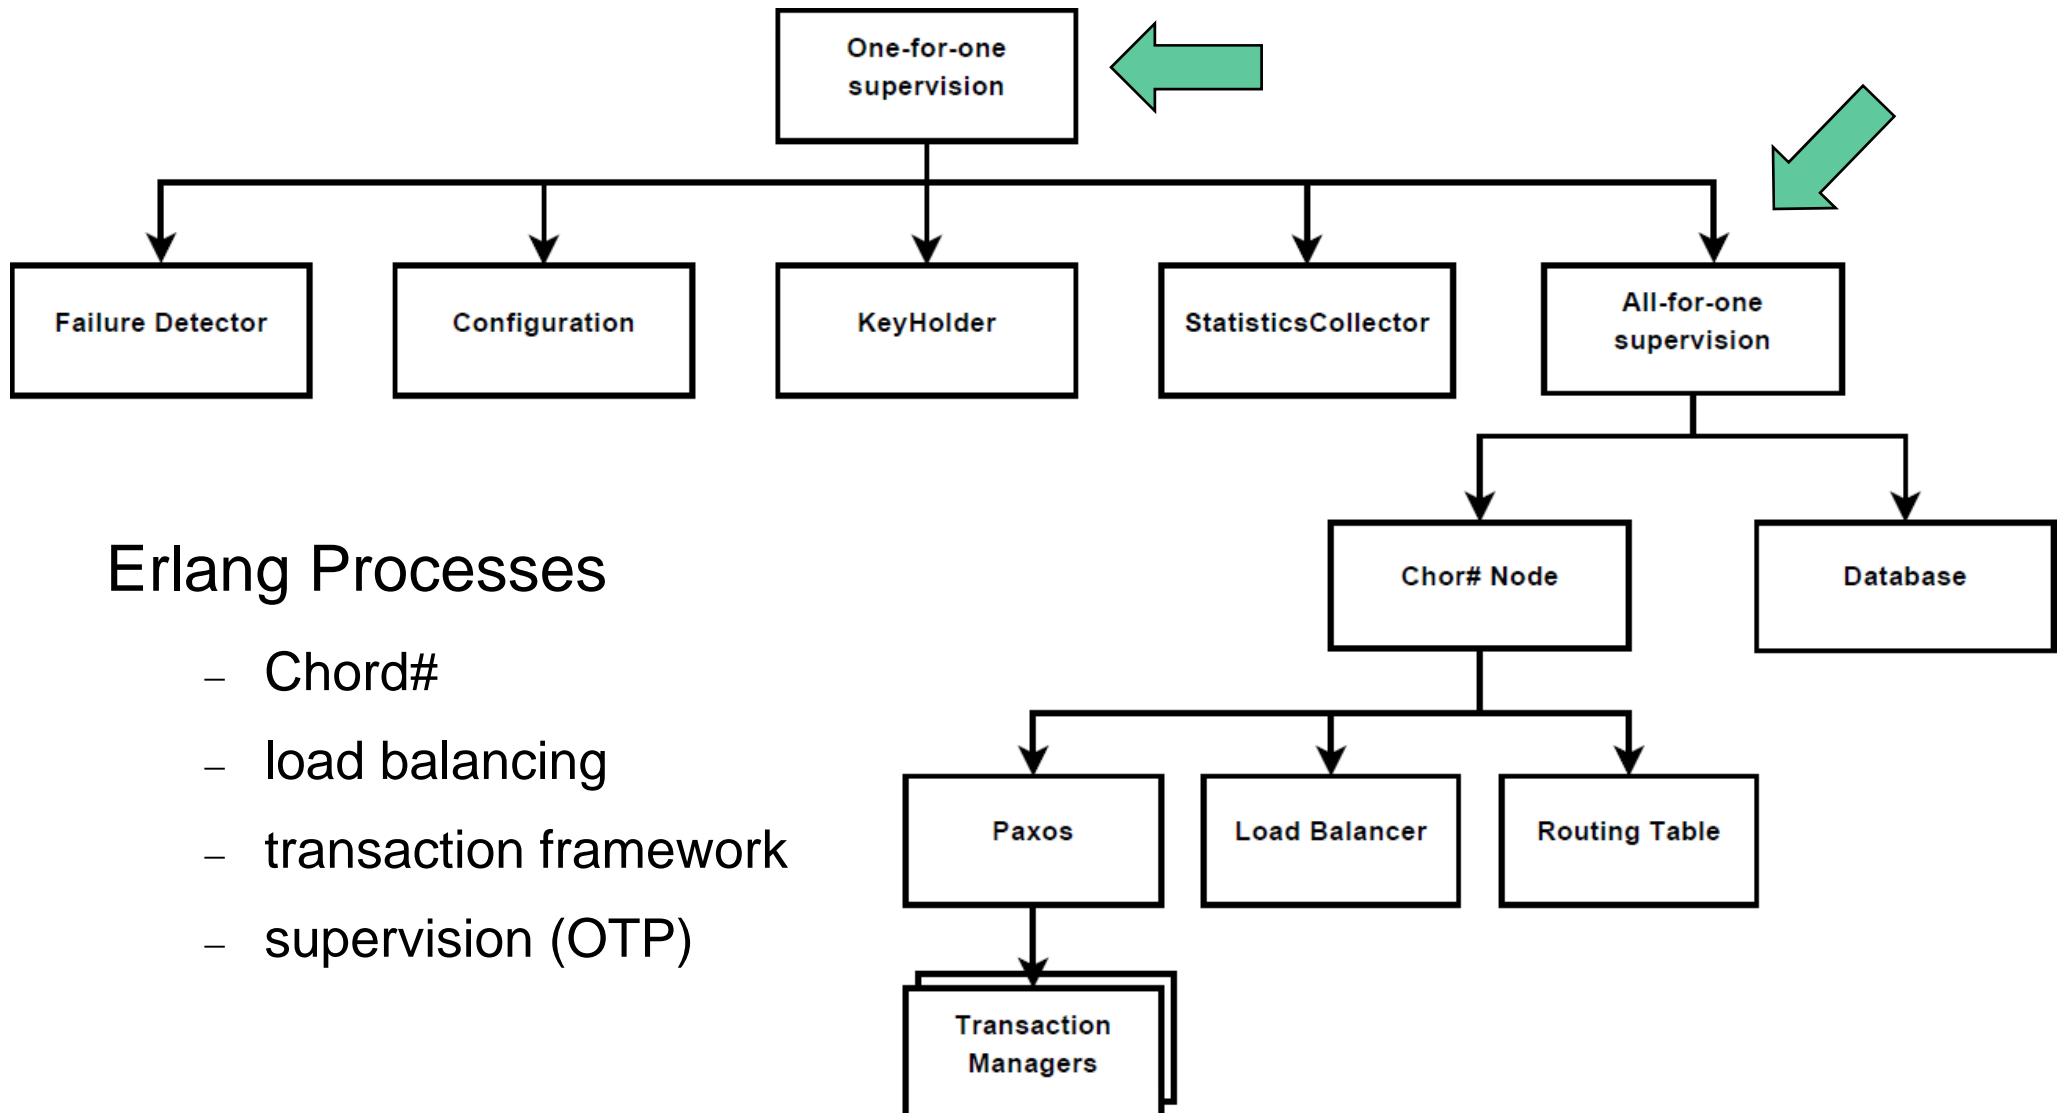 One-for-one
supervision
Failure Detector
Configuration
KeyHolder
StatisticsCollector
All-for-one
supervision
Chor# Node
Database
Erlang Processes
– Chord#
– load balancing
– transaction framework
– supervision (OTP)
Paxos
Load Balancer
Routing Table
Transaction
Managers